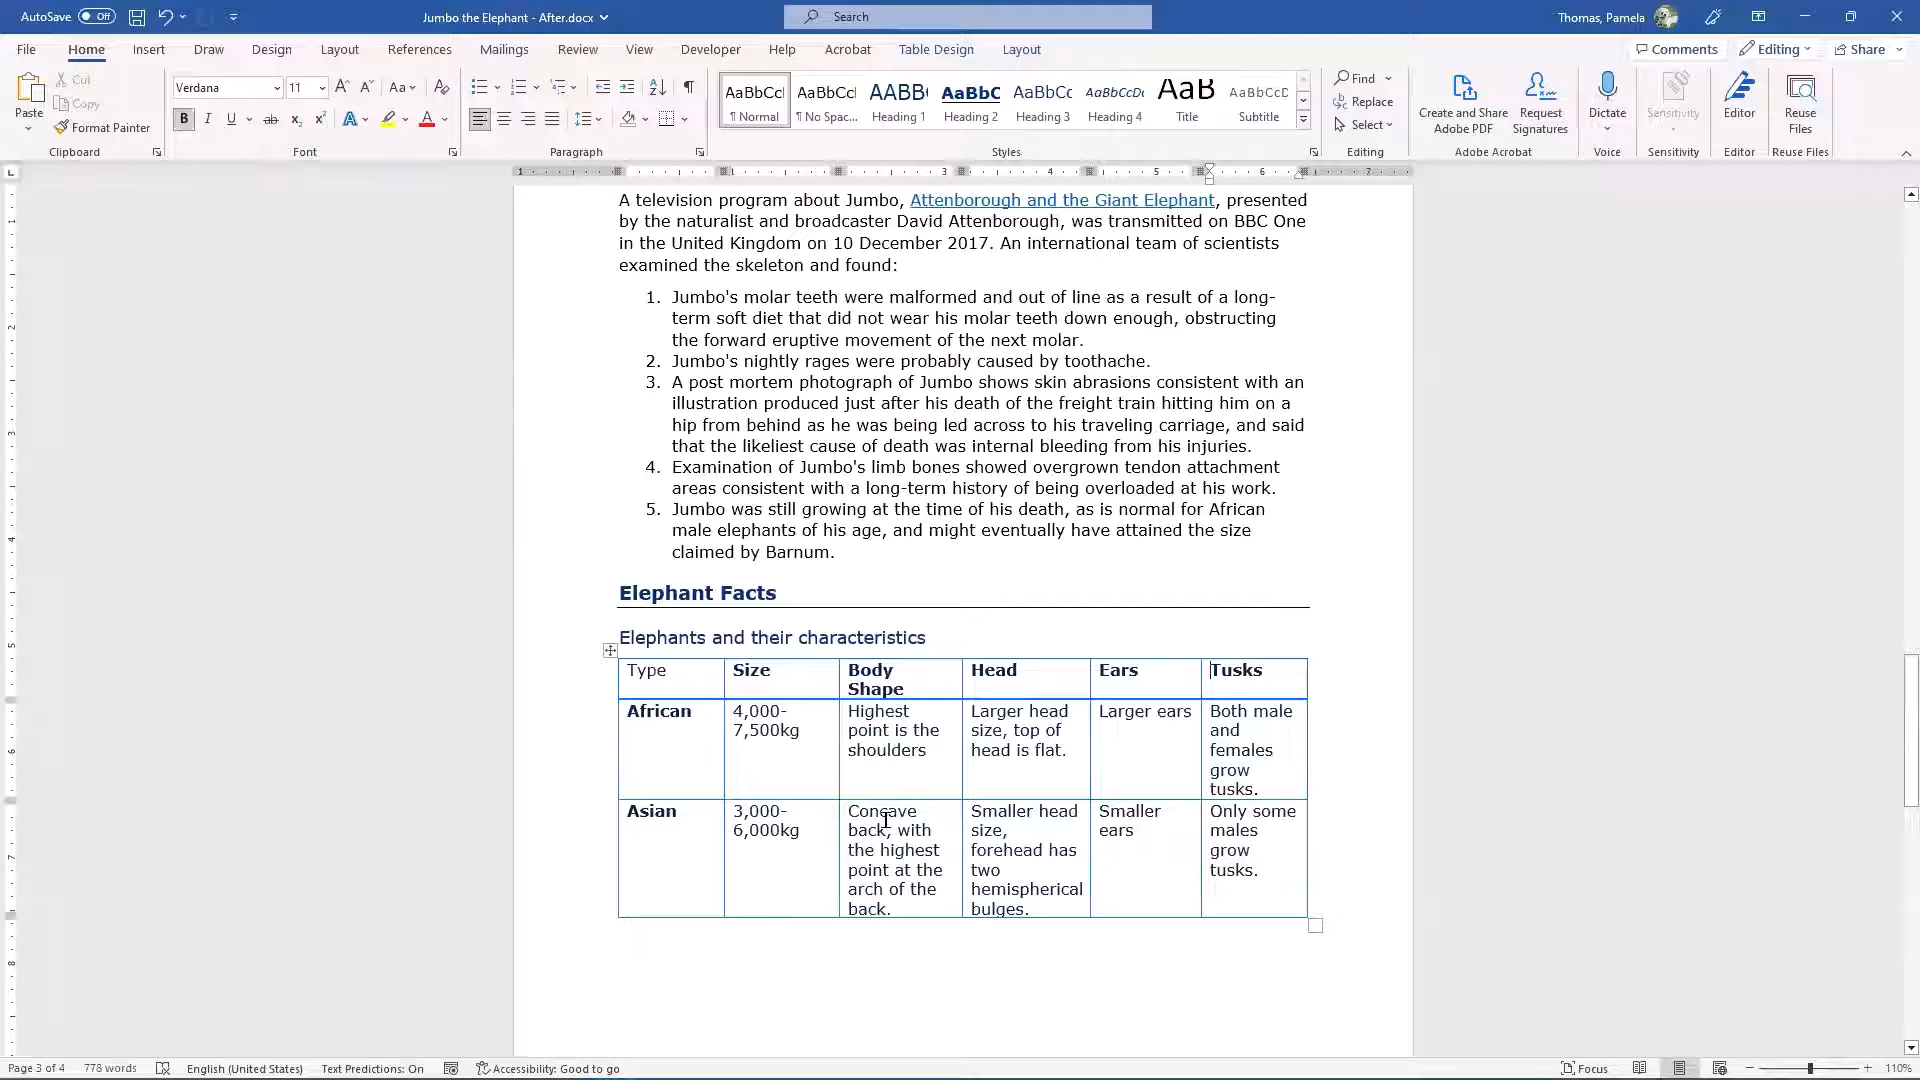 AutoSave Off
Jumbo the Elephant - After.docx
Search
Thomas, Pamela
File Home Insert Draw Design Layout References Mailings Review View Developer Help Acrobat Table Design Layout
Comments Editing Share
Paste
Cut
Copy
Format Painter
Clipboard
Verdana 11
Font
Paragraph
AaBbCcI AaBbCcI AABB AaBbC AaBbCc AaBbCcDc AaB AaBbCcD
¶ Normal ¶ No Spac... Heading 1 Heading 2 Heading 3 Heading 4 Title Subtitle
Styles
Find
Replace
Select
Editing
Create and Share
Adobe PDF
Request
Signatures
Adobe Acrobat
Dictate
Voice
Sensitivity
Sensitivity
Editor
Editor
Reuse
Files
Reuse Files
A television program about Jumbo, Attenborough and the Giant Elephant, presented
by the naturalist and broadcaster David Attenborough, was transmitted on BBC One
in the United Kingdom on 10 December 2017. An international team of scientists
examined the skeleton and found:
1. Jumbo's molar teeth were malformed and out of line as a result of a long-
term soft diet that did not wear his molar teeth down enough, obstructing
the forward eruptive movement of the next molar.
2. Jumbo's nightly rages were probably caused by toothache.
3. A post mortem photograph of Jumbo shows skin abrasions consistent with an
illustration produced just after his death of the freight train hitting him on a
hip from behind as he was being led across to his traveling carriage, and said
that the likeliest cause of death was internal bleeding from his injuries.
4. Examination of Jumbo's limb bones showed overgrown tendon attachment
areas consistent with a long-term history of being overloaded at his work.
5. Jumbo was still growing at the time of his death, as is normal for African
male elephants of his age, and might eventually have attained the size
claimed by Barnum.
Elephant Facts
Elephants and their characteristics
Type
Size
Body
Shape
Head
Ears
Tusks
African
4,000-
7,500kg
Highest
point is the
shoulders
Larger head
size, top of
head is flat.
Larger ears
Both male
and
females
grow
tusks.
Asian
3,000-
6,000kg
Concave
back, with
the highest
point at the
arch of the
back.
Smaller head
size,
forehead has
two
hemispherical
bulges.
Smaller
ears
Only some
males
grow
tusks.
Page 3 of 4 778 words English (United States) Text Predictions: On Accessibility: Good to go
Focus 110%